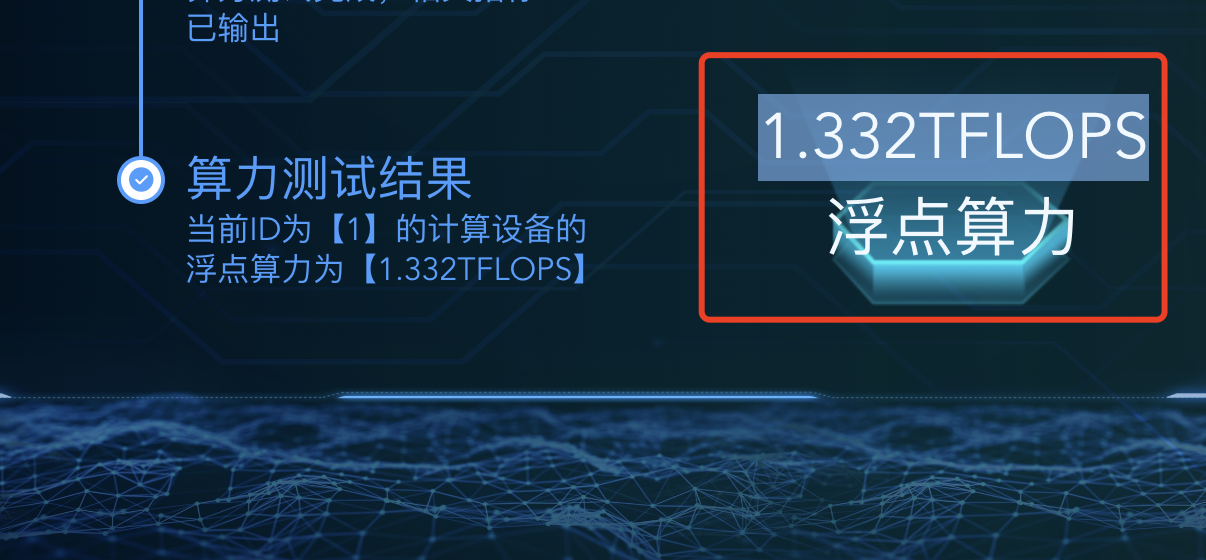 已输出
算力测试结果
当前ID为【1】的计算设备的
浮点算力为【1.332TFLOPS】
1.332TFLOPS
浮点算力